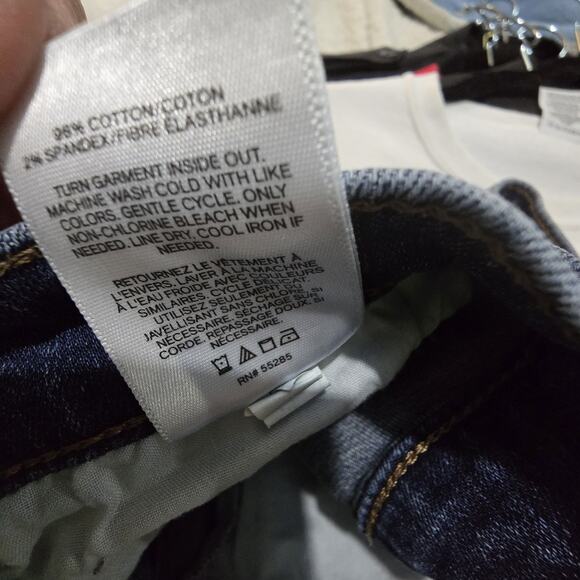 98% COTTON/COTON
2% SPANDEX/FIBRE ÉLASTHANNE
TURN GARMENT INSIDE OUT.
MACHINE WASH COLD WITH LIKE
COLORS. GENTLE CYCLE. ONLY
NON-CHLORINE BLEACH WHEN
NEEDED. LINE DRY. COOL IRON IF
NEEDED.
RETOURNEZ LE VÊTEMENT À
L'ENVERS. LAVER À LA MACHINE
À L'EAU FROIDE AVEC COULEURS
SIMILAIRES. CYCLE DÉLICAT.
UTILISEZ SEULEMENT DU
JAVELLISANT SANS CHLORE, SI
NÉCESSAIRE. SÉCHAGE SUR
CORDE. REPASSAGE DOUX, SI
NÉCESSAIRE.
RN# 55285